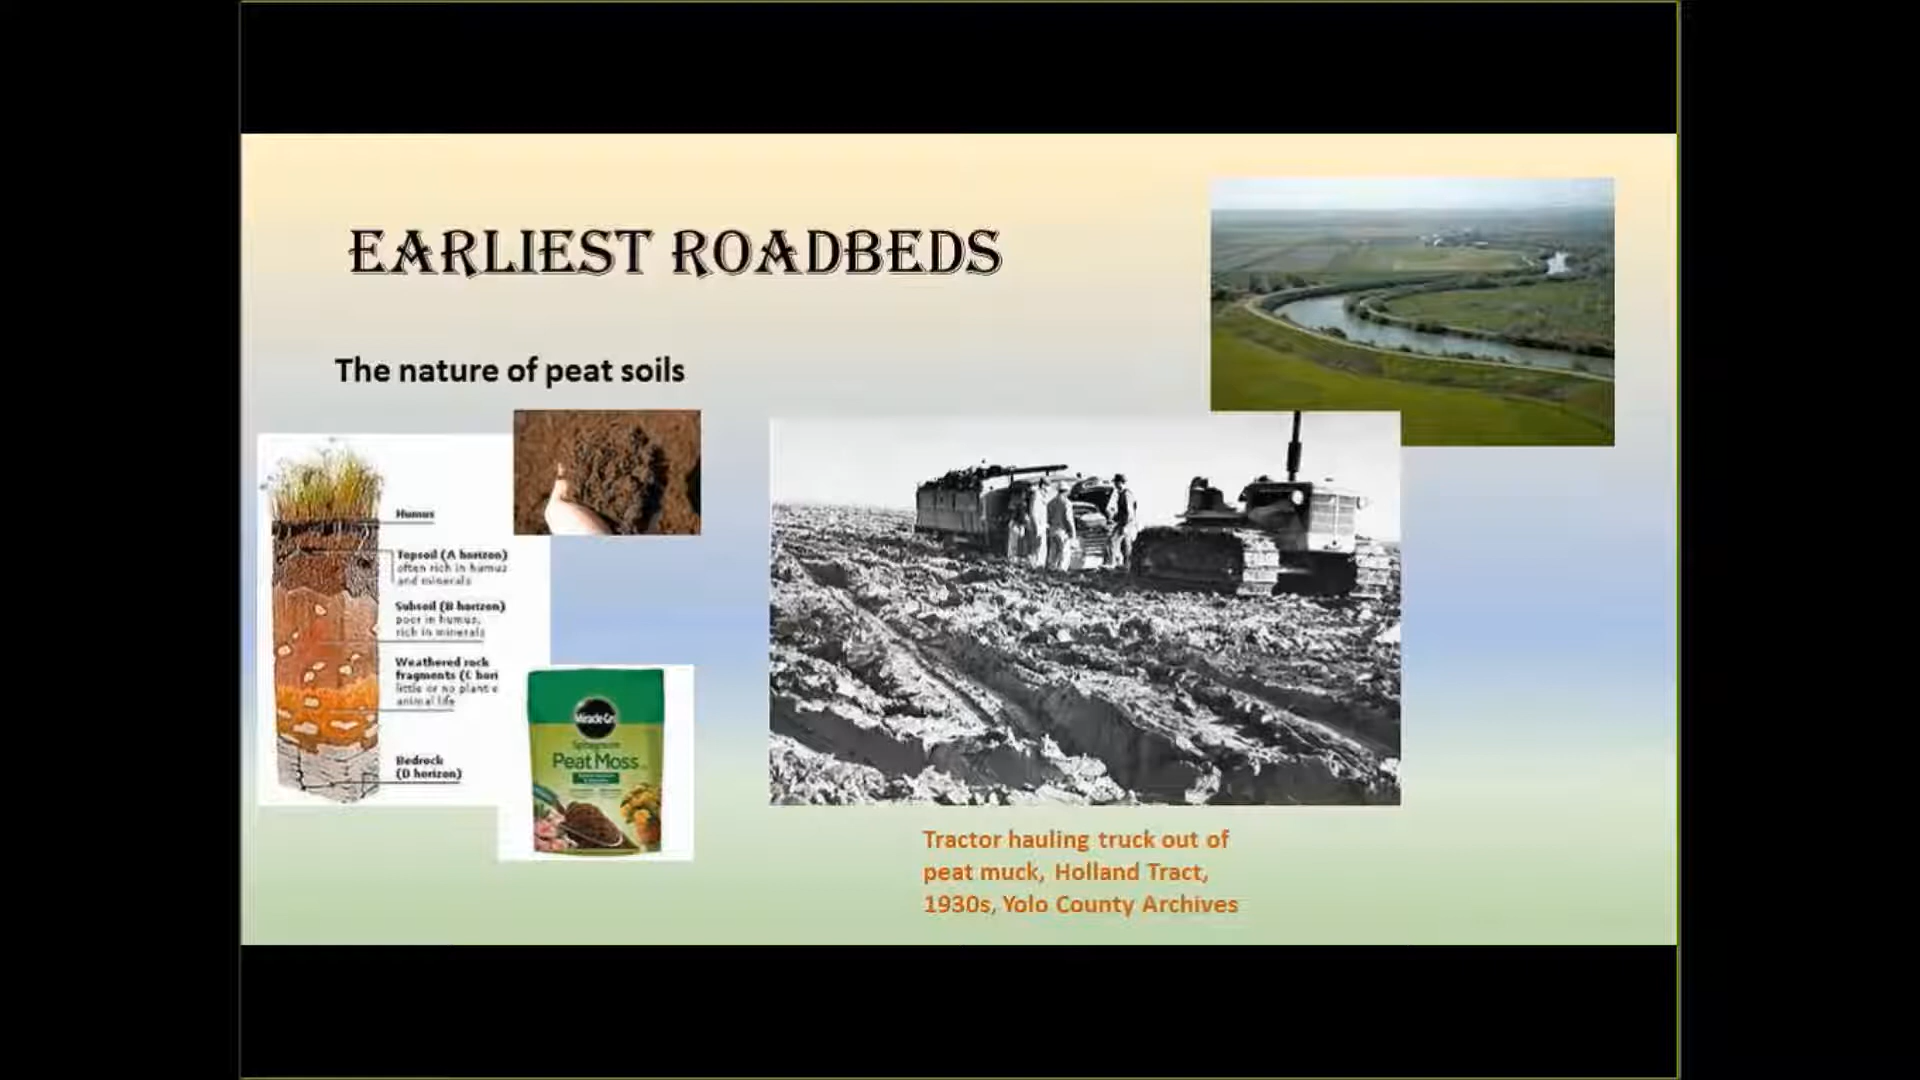 EARLIEST ROADBEDS
The nature of peat soils
Humus
Topsoil (A horizon)
often rich in humus
and minerals
Subsoil (B horizon)
poor in humus,
rich in minerals
Weathered rock
fragments (C hori
little or no plant o
animal life
Bedrock
(D horizon)
Miracle-Gro
Sphagnum
Peat Moss
Tractor hauling truck out of
peat muck, Holland Tract,
1930s, Yolo County Archives